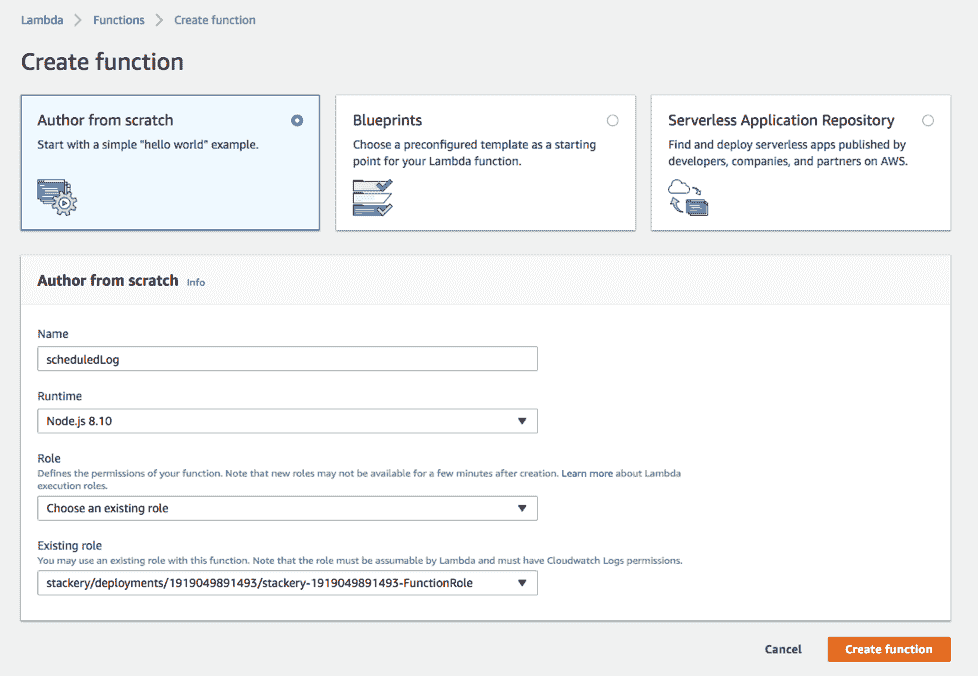 Lambda > Functions > Create function
Create function
Author from scratch
Start with a simple "hello world" example.
Blueprints
Choose a preconfigured template as a starting
point for your Lambda function.
Serverless Application Repository
Find and deploy serverless apps published by
developers, companies, and partners on AWS.
Author from scratch Info
Name
scheduledLog
Runtime
Node.js 8.10
Role
Defines the permissions of your function. Note that new roles may not be available for a few minutes after creation. Learn more about Lambda
execution roles.
Choose an existing role
Existing role
You may use an existing role with this function. Note that the role must be assumable by Lambda and must have Cloudwatch Logs permissions.
stackery/deployments/1919049891493/stackery-1919049891493-FunctionRole
Cancel
Create function